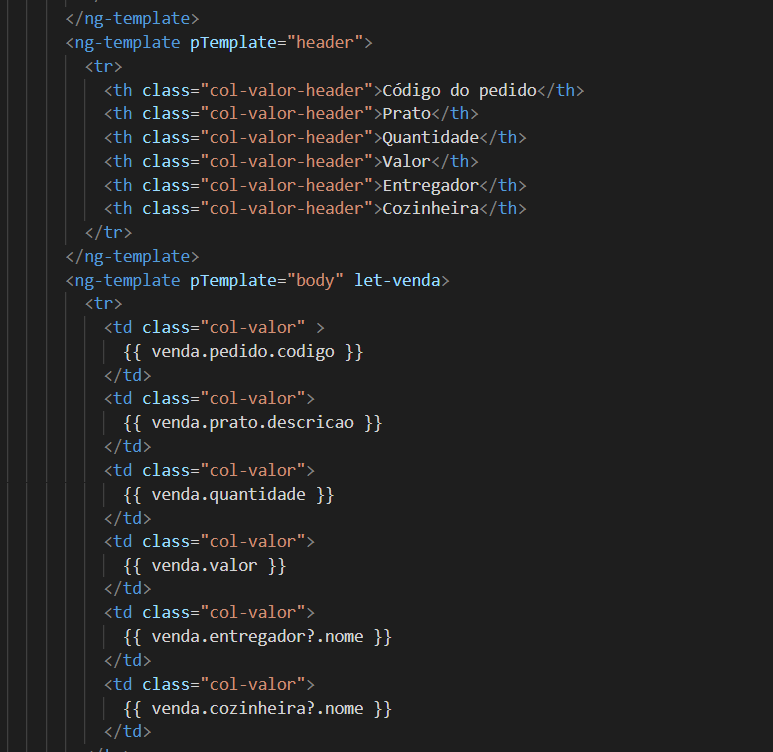 </ng-template>
<ng-template pTemplate="header">
<tr>
<th class="col-valor-header">Código do pedido</th>
<th class="col-valor-header">Prato</th>
<th class="col-valor-header">Quantidade</th>
<th class="col-valor-header">Valor</th>
<th class="col-valor-header">Entregador</th>
<th class="col-valor-header">Cozinheira</th>
</tr>
</ng-template>
<ng-template pTemplate="body" let-venda>
<tr>
<td class="col-valor" >
{{ venda.pedido.codigo }}
</td>
<td class="col-valor">
{{ venda.prato.descricao }}
</td>
<td class="col-valor">
{{ venda.quantidade }}
</td>
<td class="col-valor">
{{ venda.valor }}
</td>
<td class="col-valor">
{{ venda.entregador?.nome }}
</td>
<td class="col-valor">
{{ venda.cozinheira?.nome }}
</td>